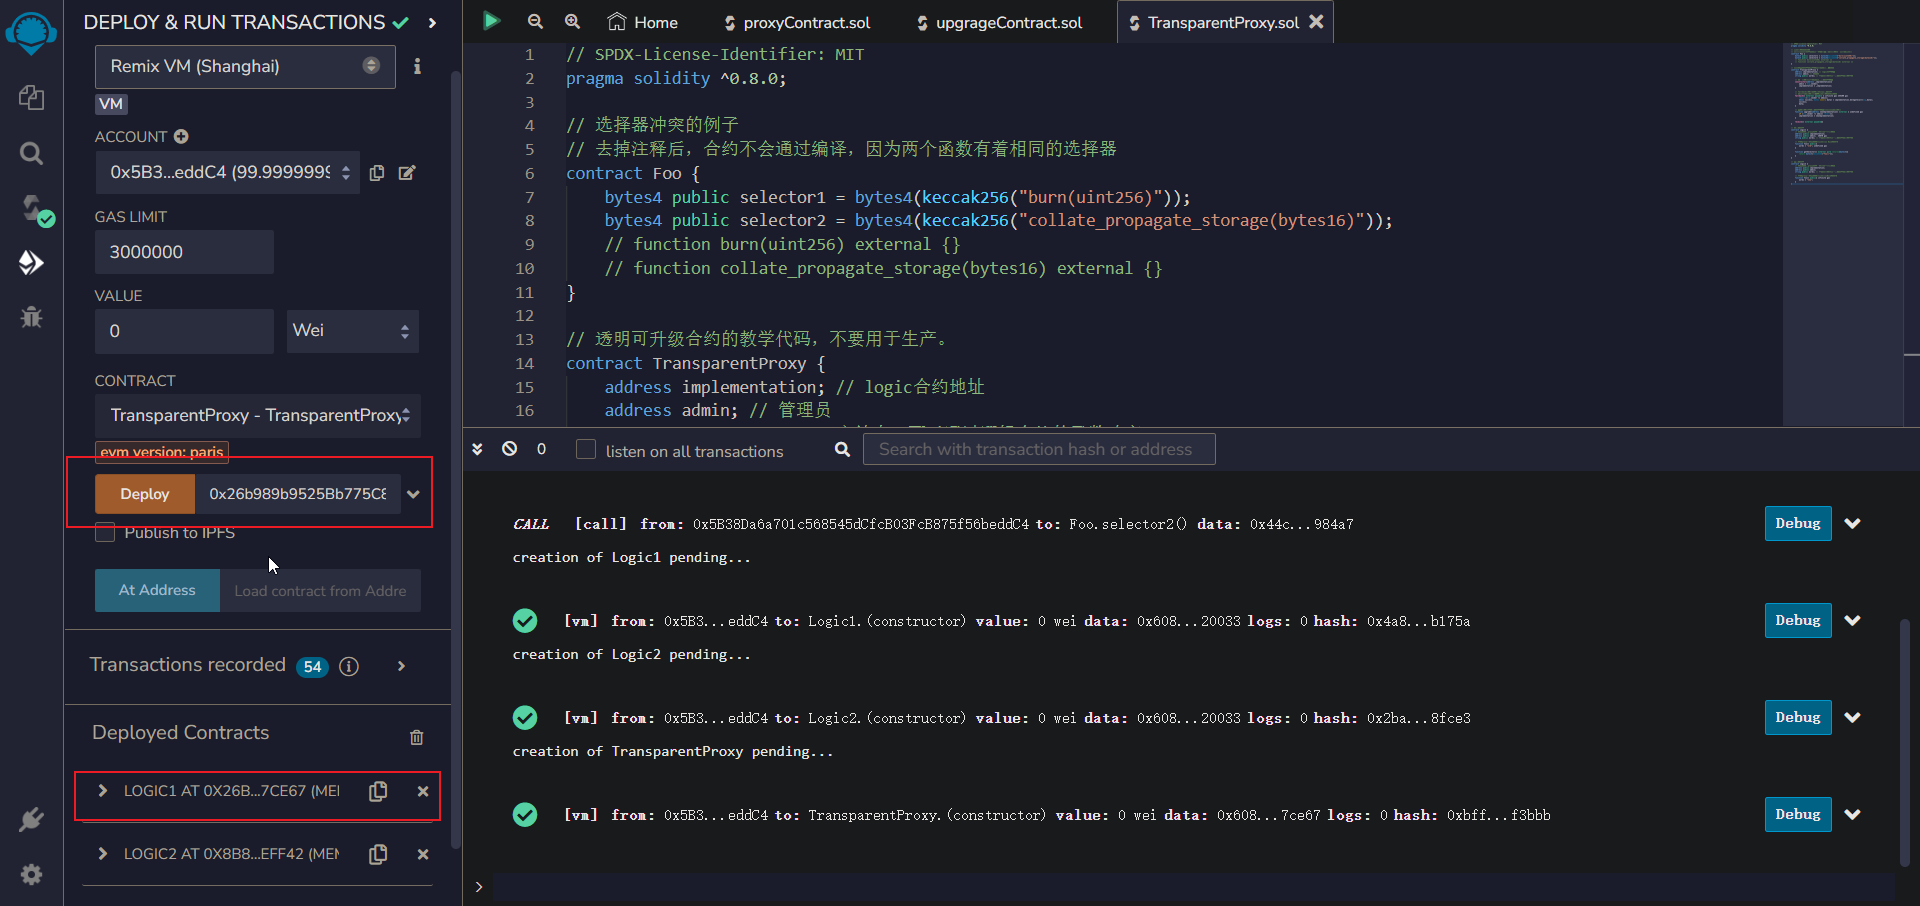 DEPLOY & RUN TRANSACTIONS
Remix VM (Shanghai)
VM
ACCOUNT
0x5B3...eddC4 (99.9999999
GAS LIMIT
3000000
VALUE
0
Wei
CONTRACT
TransparentProxy - TransparentProxy
evm version: paris
Deploy
0x26b989b9525Bb775C8
Publish to IPFS
At Address
Load contract from Addre
Transactions recorded 54
Deployed Contracts
LOGIC1 AT 0X26B...7CE67 (MEI
LOGIC2 AT 0X8B8...EFF42 (MEM
Home
proxyContract.sol
upgrageContract.sol
TransparentProxy.sol
1 // SPDX-License-Identifier: MIT
2 pragma solidity ^0.8.0;
3
4 // 选择器冲突的例子
5 // 去掉注释后，合约不会通过编译，因为两个函数有着相同的选择器
6 contract Foo {
7 bytes4 public selector1 = bytes4(keccak256("burn(uint256)"));
8 bytes4 public selector2 = bytes4(keccak256("collate_propagate_storage(bytes16)"));
9 // function burn(uint256) external {}
10 // function collate_propagate_storage(bytes16) external {}
11 }
12
13 // 透明可升级合约的教学代码，不要用于生产。
14 contract TransparentProxy {
15 address implementation; // logic合约地址
16 address admin; // 管理员
0
listen on all transactions
Search with transaction hash or address
CALL [call] from: 0x5B38Da6a701c568545dCfcB03FcB875f56beddC4 to: Foo.selector2() data: 0x44c...984a7
Debug
creation of Logic1 pending...
[vm] from: 0x5B3...eddC4 to: Logic1.(constructor) value: 0 wei data: 0x608...20033 logs: 0 hash: 0x4a8...b175a
Debug
creation of Logic2 pending...
[vm] from: 0x5B3...eddC4 to: Logic2.(constructor) value: 0 wei data: 0x608...20033 logs: 0 hash: 0x2ba...8fce3
Debug
creation of TransparentProxy pending...
[vm] from: 0x5B3...eddC4 to: TransparentProxy.(constructor) value: 0 wei data: 0x608...7ce67 logs: 0 hash: 0xbff...f3bbb
Debug
>